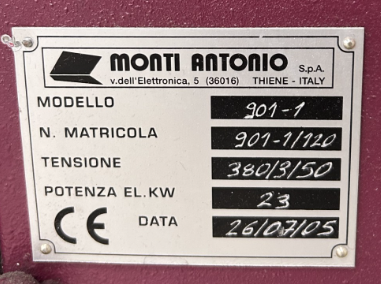 MONTI ANTONIO S.p.A.
v.dell'Elettronica, 5 (36016) THIENE - ITALY
MODELLO 901-1
N. MATRICOLA 901-1/120
TENSIONE 380/3/50
POTENZA EL.KW 23
CE DATA 26/07/05